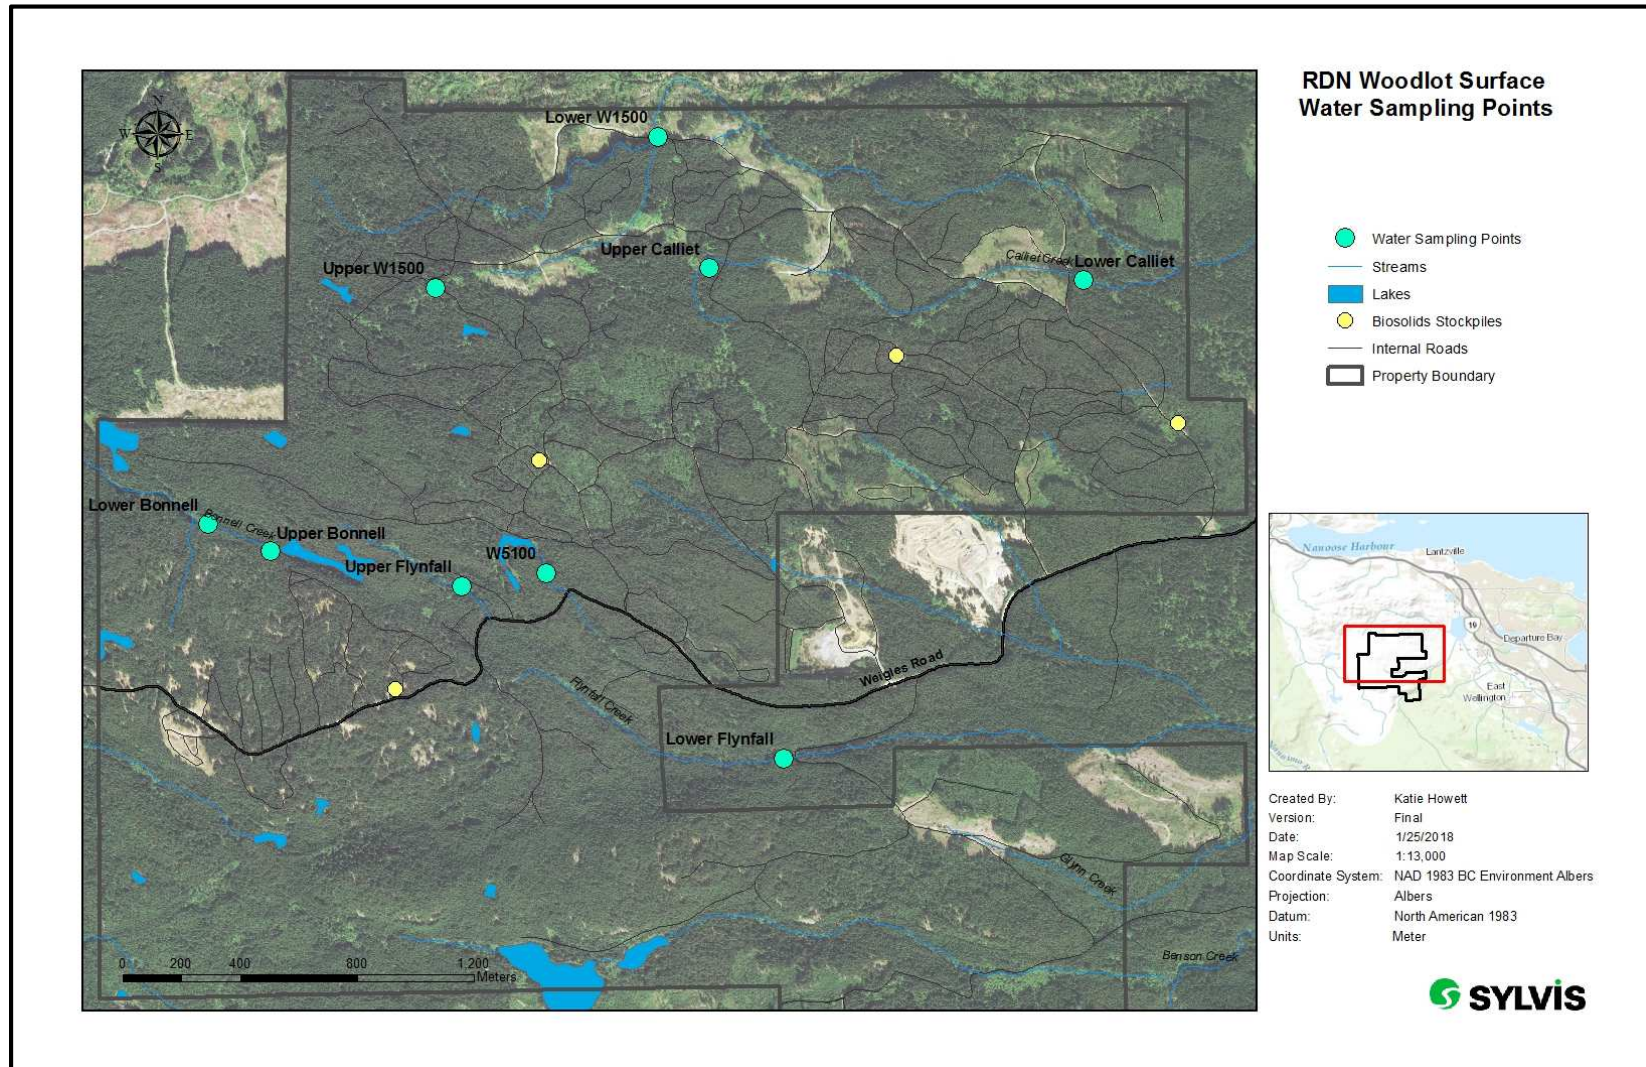 RDN Woodlot Surface
Water Sampling Points
N
W
E
S
Lower W1500
Upper Calliet
Upper W1500
Calliet Creek
Lower Calliet
Lower Bonnell
Bonnell Creek
Upper Bonnell
W5100
Upper Flynfall
Weigles Road
Flynfall Creek
Lower Flynfall
Glynn Creek
Benson Creek
0 200 400 800 1,200
Meters
Water Sampling Points
Streams
Lakes
Biosolids Stockpiles
Internal Roads
Property Boundary
Nanoose Harbour
Lantzville
19
Departure Bay
East
Wellington
Created By: Katie Howett
Version: Final
Date: 1/25/2018
Map Scale: 1:13,000
Coordinate System: NAD 1983 BC Environment Albers
Projection: Albers
Datum: North American 1983
Units: Meter
SYLVIS